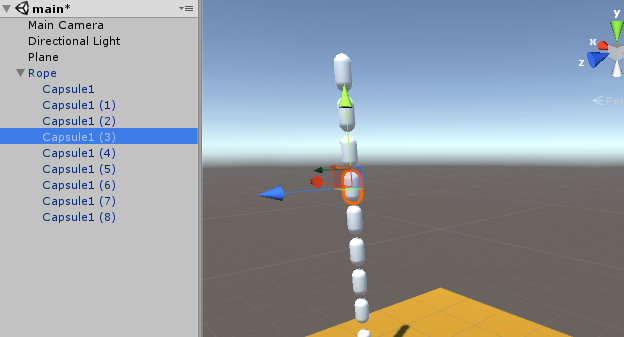 main*
Main Camera
Directional Light
Plane
Rope
Capsule1
Capsule1 (1)
Capsule1 (2)
Capsule1 (3)
Capsule1 (4)
Capsule1 (5)
Capsule1 (6)
Capsule1 (7)
Capsule1 (8)
y
x
z